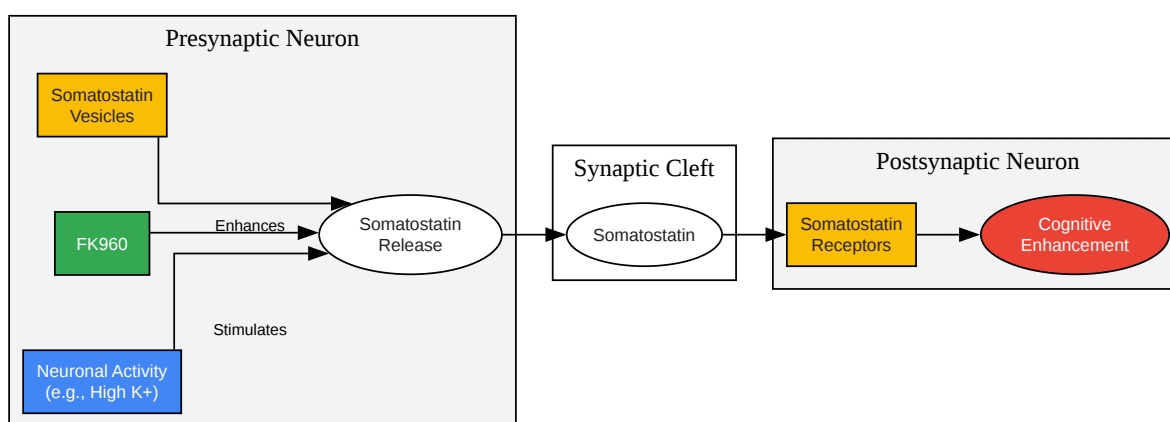 Presynaptic Neuron
Somatostatin
Vesicles
FK960
Enhances
Somatostatin
Release
Stimulates
Neuronal Activity
(e.g., High K+)
Synaptic Cleft
Somatostatin
Postsynaptic Neuron
Somatostatin
Receptors
Cognitive
Enhancement